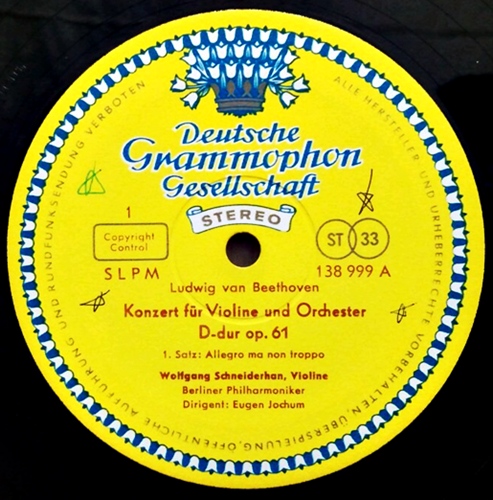 Deutsche
Grammophon
Gesellschaft
STEREO
1
Copyright
Control
SLPM
ST 33
138 999 A
Ludwig van Beethoven
Konzert für Violine und Orchester
D-dur op. 61
1. Satz: Allegro ma non troppo
Wolfgang Schneiderhan, Violine
Berliner Philharmoniker
Dirigent: Eugen Jochum
ALLE HERSTELLER- UND URHEBERRECHTE VORBEHALTEN, ÜBERSPIELUNG, ÖFFENTLICHE AUFFÜHRUNG UND RUNDFUNKSENDUNG VERBOTEN